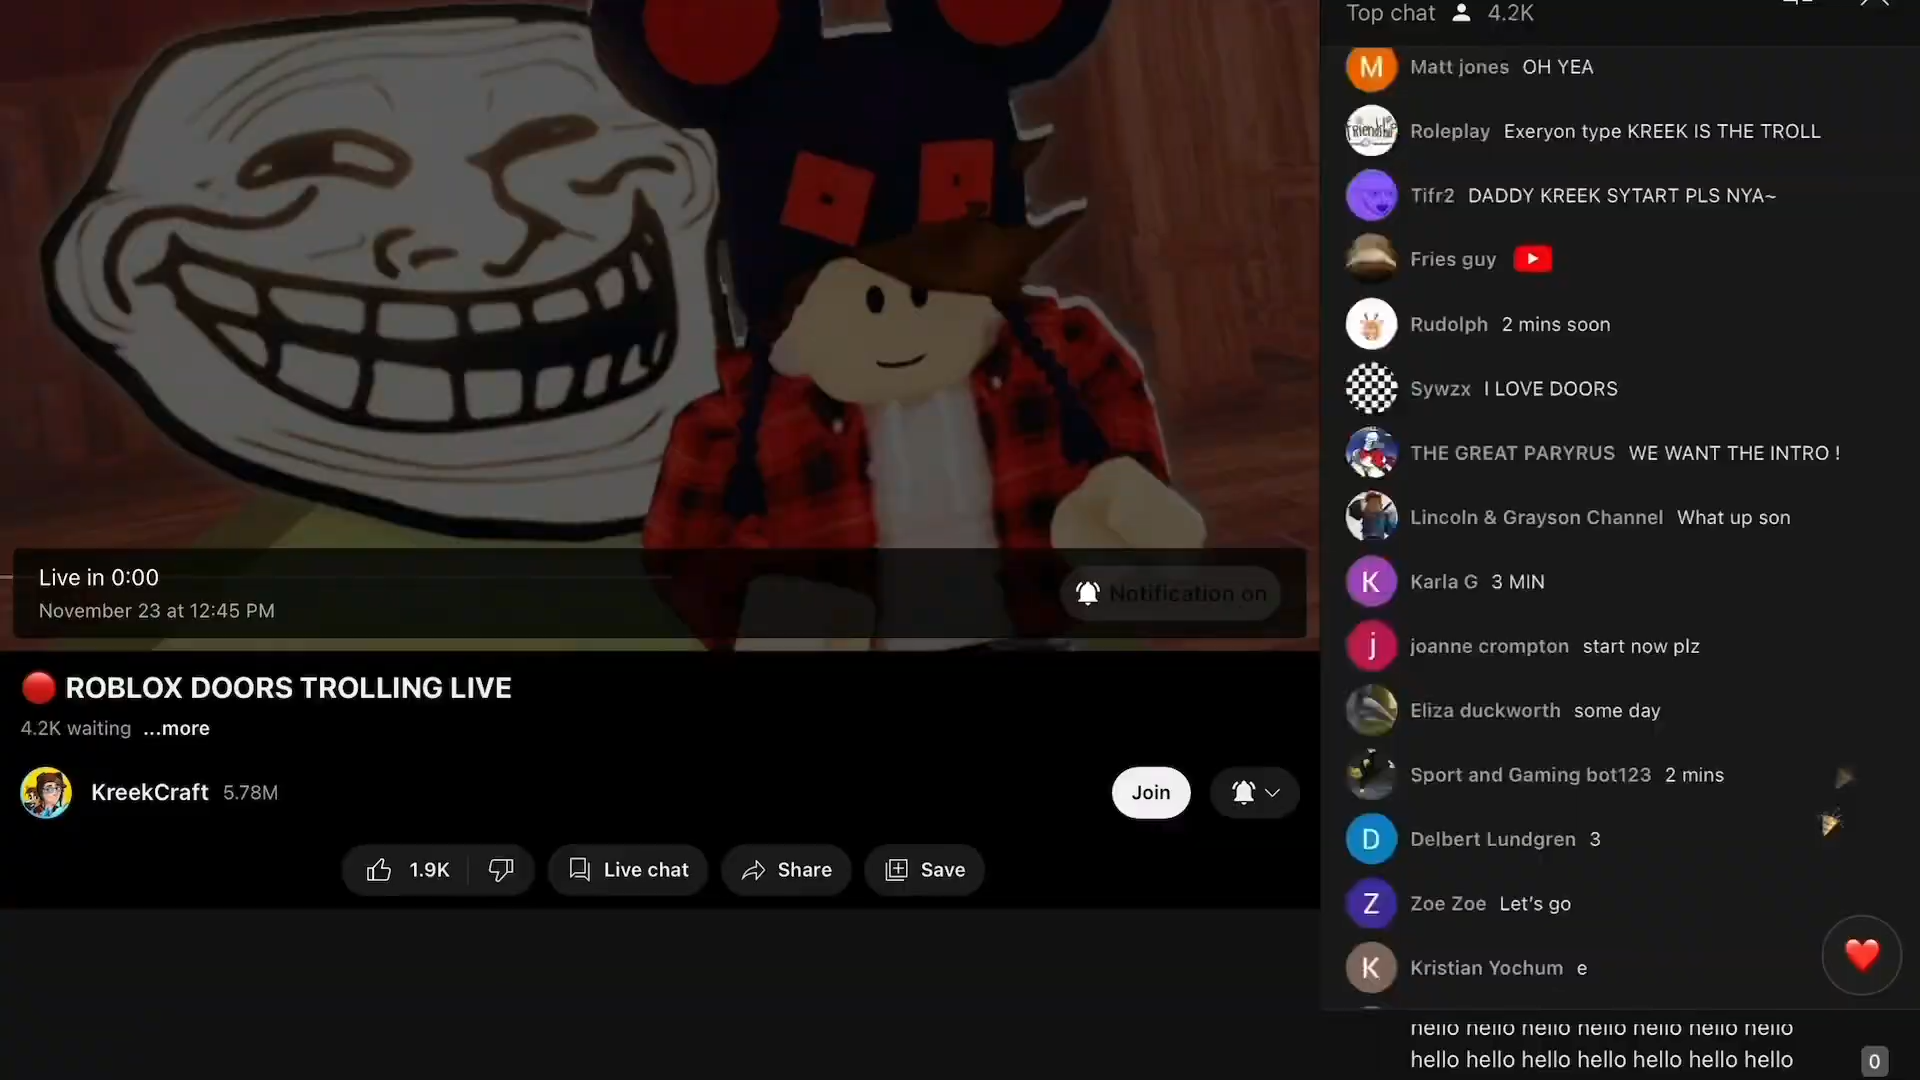 Top chat 4.2K
Matt jones OH YEA
Roleplay Exeryon type KREEK IS THE TROLL
Tifr2 DADDY KREEK SYTART PLS NYA~
Fries guy
Rudolph 2 mins soon
Sywzx I LOVE DOORS
THE GREAT PARYRUS WE WANT THE INTRO !
Lincoln & Grayson Channel What up son
Karla G 3 MIN
joanne crompton start now plz
Eliza duckworth some day
Sport and Gaming bot123 2 mins
Delbert Lundgren 3
Zoe Zoe Let's go
Kristian Yochum e
hello hello hello hello hello hello hello
hello hello hello hello hello hello hello
0
Live in 0:00
November 23 at 12:45 PM
Notification on
🔴 ROBLOX DOORS TROLLING LIVE
4.2K waiting ...more
KreekCraft 5.78M
Join
1.9K
Live chat
Share
Save